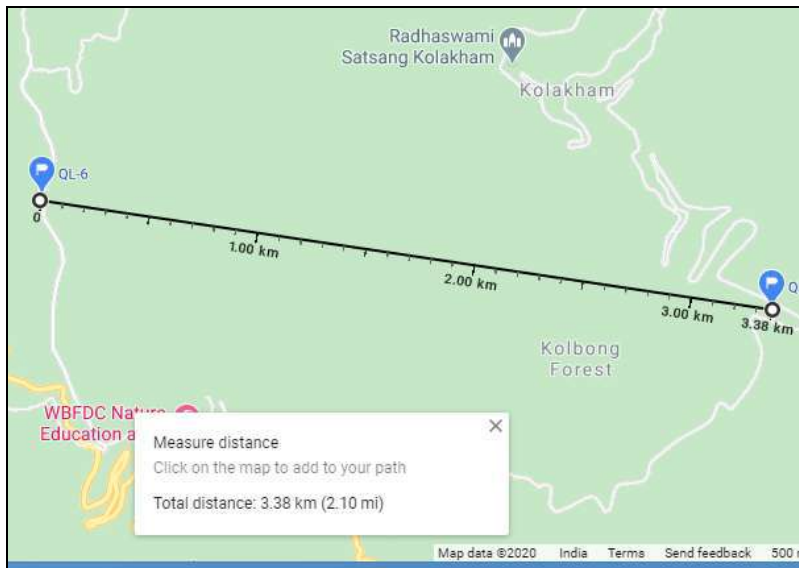 Radhaswami
Satsang Kolakham
Kolakham
QL-6
0
1.00 km
2.00 km
Q
3.00 km
3.38 km
Kolbong
Forest
WBFDC Nature
Education a
Measure distance
Click on the map to add to your path
Total distance: 3.38 km (2.10 mi)
Map data ©2020 India Terms Send feedback 500 m